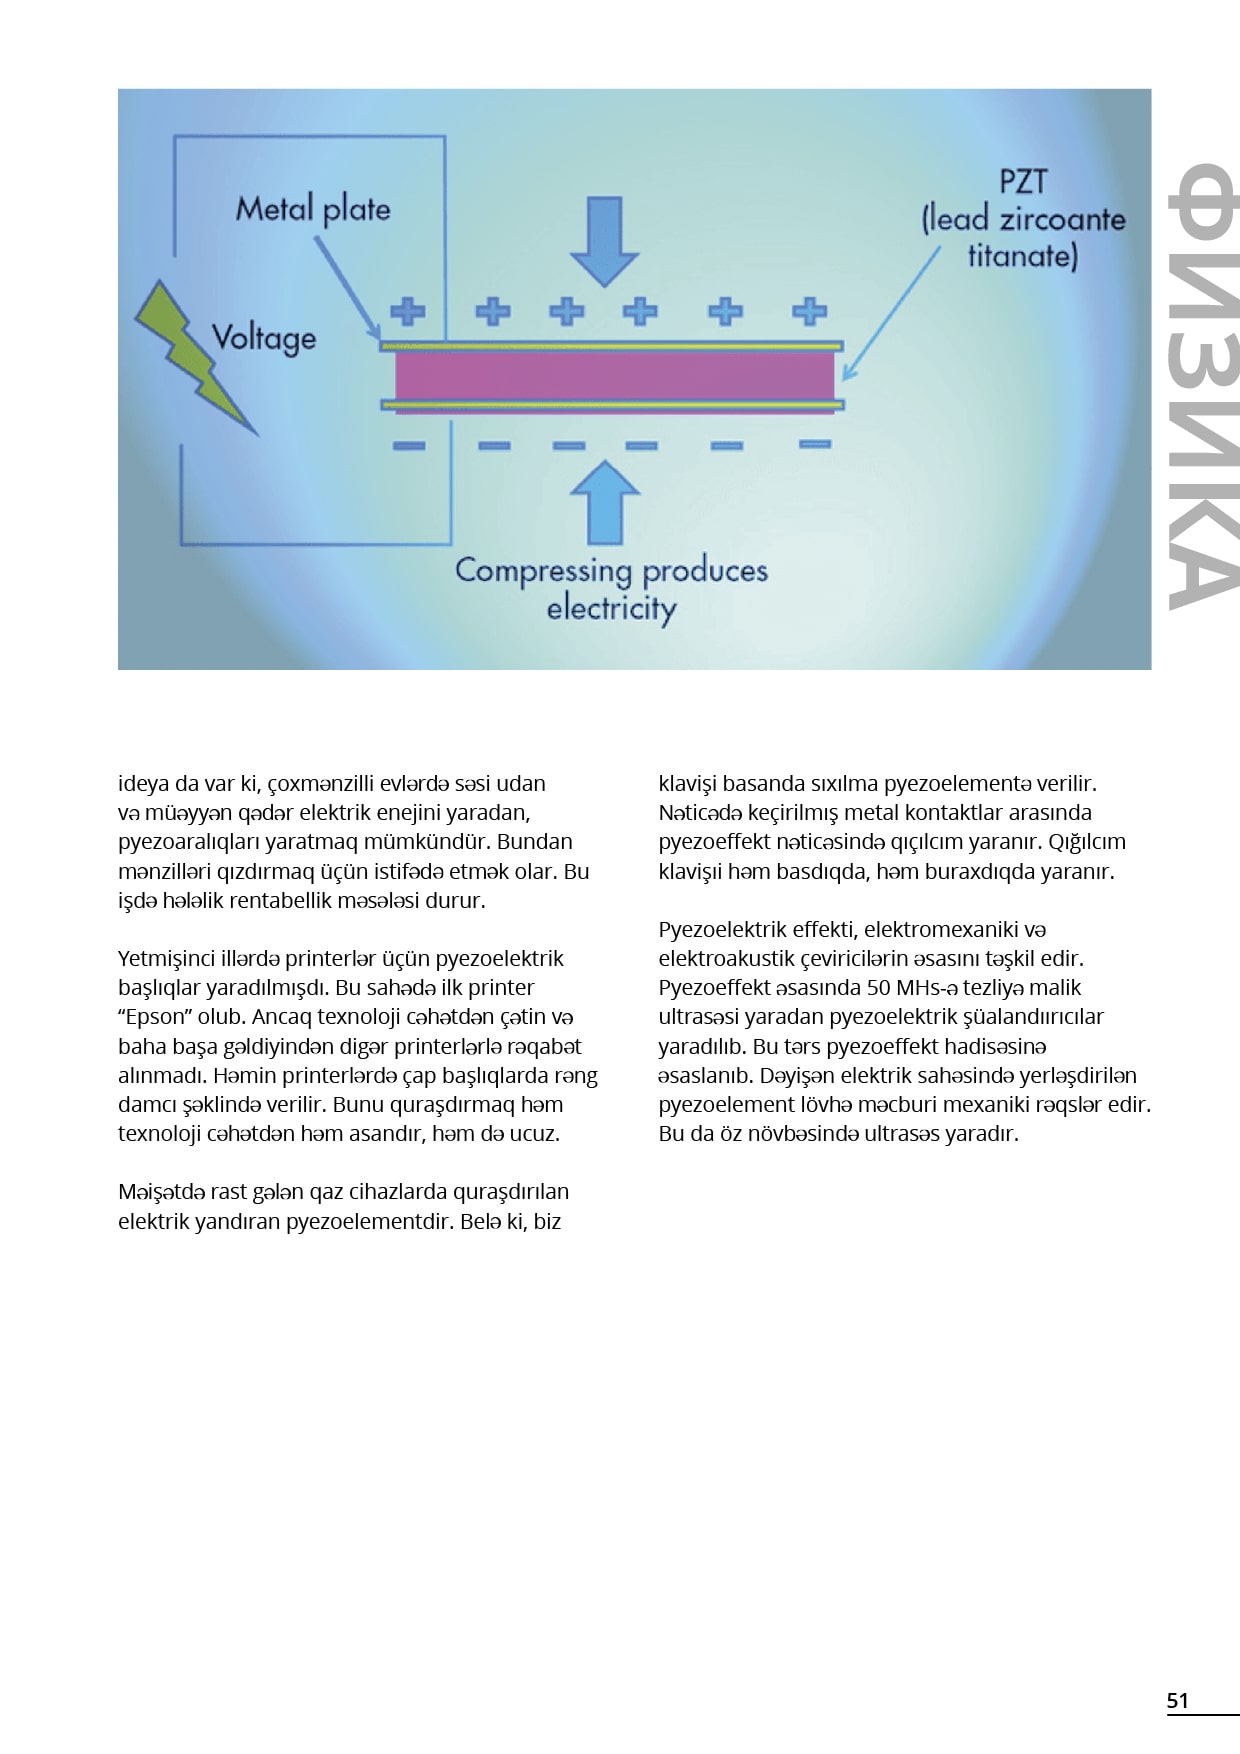 Metal plate
PZT
(lead zircoante
titanate)
Voltage
Compressing produces
electricity
ФИЗИКА
ideya da var ki, çoxmənzilli evlərdə səsi udan
və müəyyən qədər elektrik enejini yaradan,
pyezoaralıqları yaratmaq mümkündür. Bundan
mənzilləri qızdırmaq üçün istifədə etmək olar. Bu
işdə hələlik rentabellik məsələsi durur.
Yetmişinci illərdə printerlər üçün pyezoelektrik
başlıqlar yaradılmışdı. Bu sahədə ilk printer
“Epson” olub. Ancaq texnoloji cəhətdən çətin və
baha başa gəldiyindən digər printerlərlə rəqabət
alınmadı. Həmin printerlərdə çap başlıqlarda rəng
damcı şəklində verilir. Bunu quraşdırmaq həm
texnoloji cəhətdən həm asandır, həm də ucuz.
Məişətdə rast gələn qaz cihazlarda quraşdırılan
elektrik yandıran pyezoelementdir. Belə ki, biz
klavişi basanda sıxılma pyezoelementə verilir.
Nəticədə keçirilmış metal kontaktlar arasında
pyezoeffekt nəticəsində qıçılcım yaranır. Qığılcım
klavişıi həm basdıqda, həm buraxdıqda yaranır.
Pyezoelektrik effekti, elektromexaniki və
elektroakustik çeviricilərin əsasını təşkil edir.
Pyezoeffekt əsasında 50 MHs-ə tezliyə malik
ultrasəsi yaradan pyezoelektrik şüalandıırıcılar
yaradılıb. Bu tərs pyezoeffekt hadisəsinə
əsaslanıb. Dəyişən elektrik sahəsində yerləşdirilən
pyezoelement lövhə məcburi mexaniki rəqslər edir.
Bu da öz növbəsində ultrasəs yaradır.
51